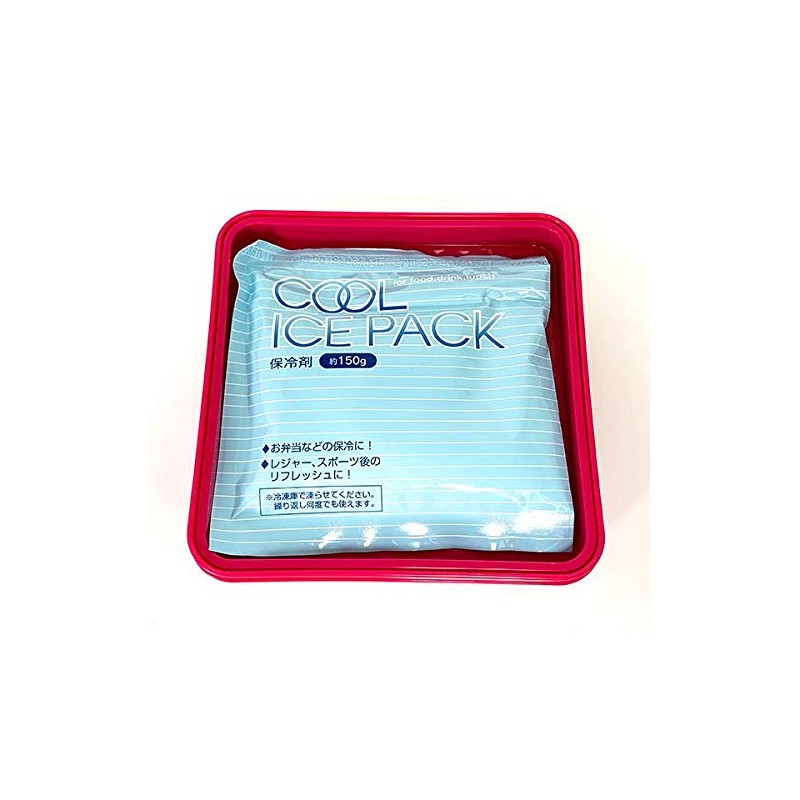 for food, drink, lunch
COOL
ICE PACK
保冷剤 約150g
◆お弁当などの保冷に！
◆レジャー、スポーツ後の
リフレッシュに！
※冷凍庫で凍らせてください。
繰り返し何度でも使えます。